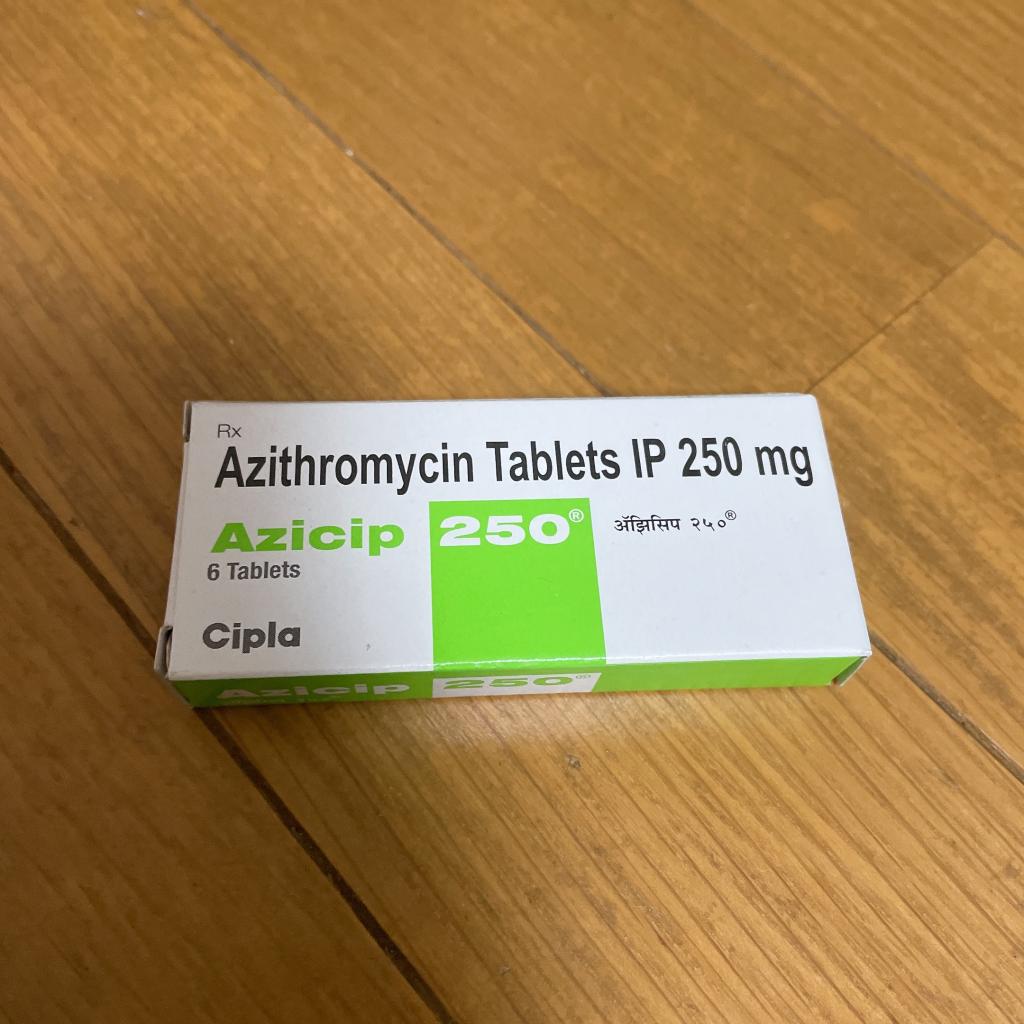 Rx
Azithromycin Tablets IP 250 mg
Azicip 250® ॲझिसिप २५०®
6 Tablets
Cipla
Azicip 250®